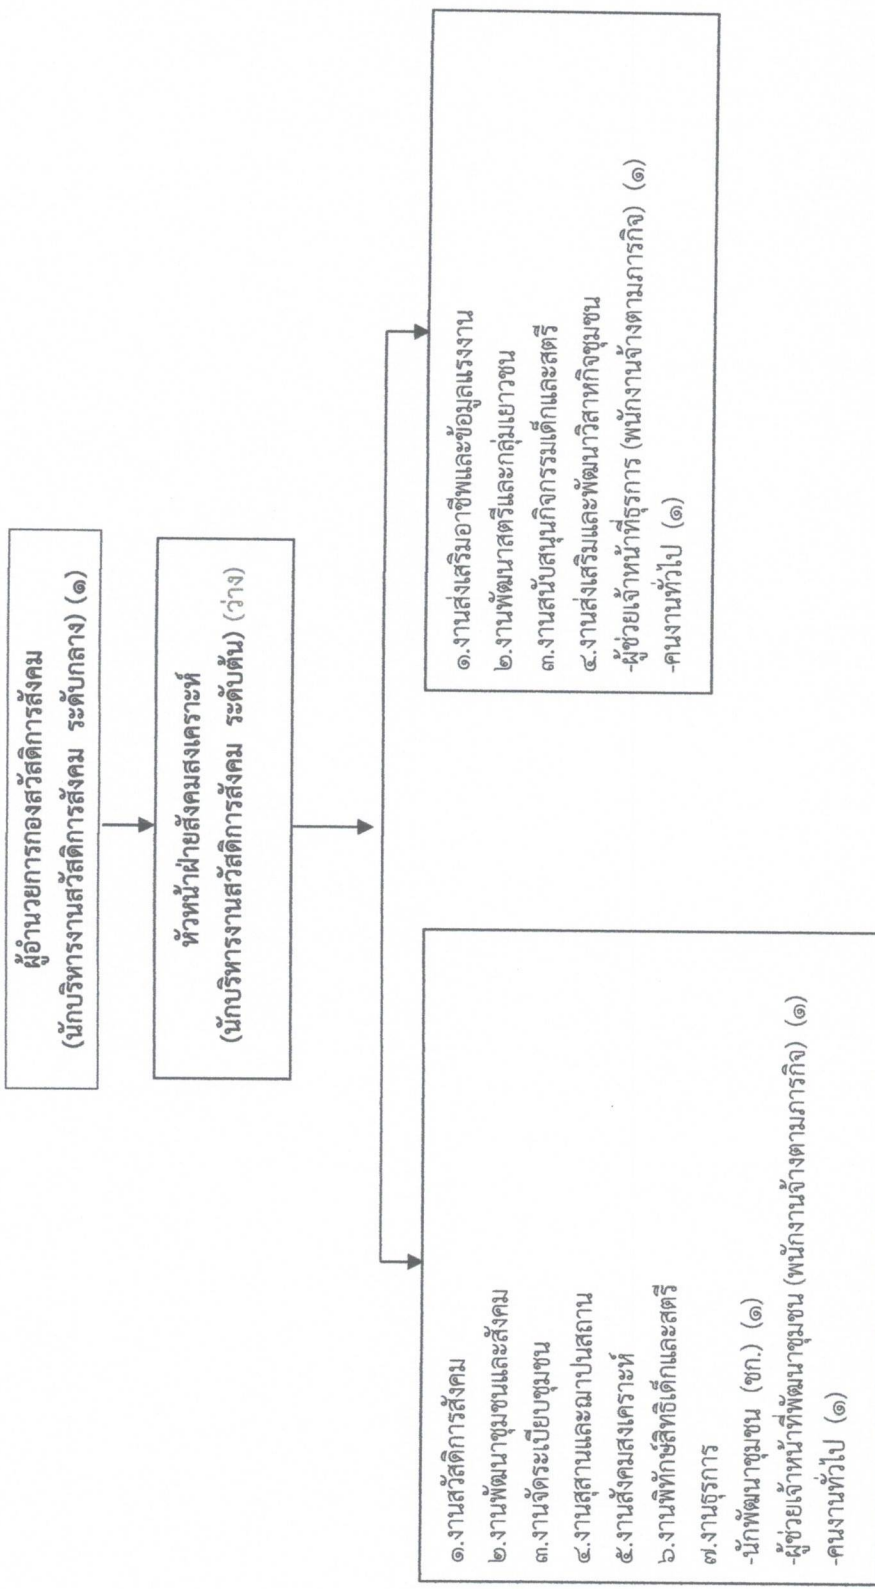 ผู้อำนวยการกองสวัสดิการสังคม
(นักบริหารงานสวัสดิการสังคม ระดับกลาง) (๑)
หัวหน้าฝ่ายสังคมสงเคราะห์
(นักบริหารงานสวัสดิการสังคม ระดับต้น) (ว่าง)
๑.งานสวัสดิการสังคม
๒.งานพัฒนาชุมชนและสังคม
๓.งานจัดระเบียบชุมชน
๔.งานสุสานและฌาปนสถาน
๕.งานสังคมสงเคราะห์
๖.งานพิทักษ์สิทธิเด็กและสตรี
๗.งานธุรการ
-นักพัฒนาชุมชน (ชก.) (๑)
-ผู้ช่วยเจ้าหน้าที่พัฒนาชุมชน (พนักงานจ้างตามภารกิจ) (๑)
-คนงานทั่วไป (๑)
๑.งานส่งเสริมอาชีพและข้อมูลแรงงาน
๒.งานพัฒนาสตรีและกลุ่มเยาวชน
๓.งานสนับสนุนกิจกรรมเด็กและสตรี
๔.งานส่งเสริมและพัฒนาวิสาหกิจชุมชน
-ผู้ช่วยเจ้าหน้าที่ธุรการ (พนักงานจ้างตามภารกิจ) (๑)
-คนงานทั่วไป (๑)